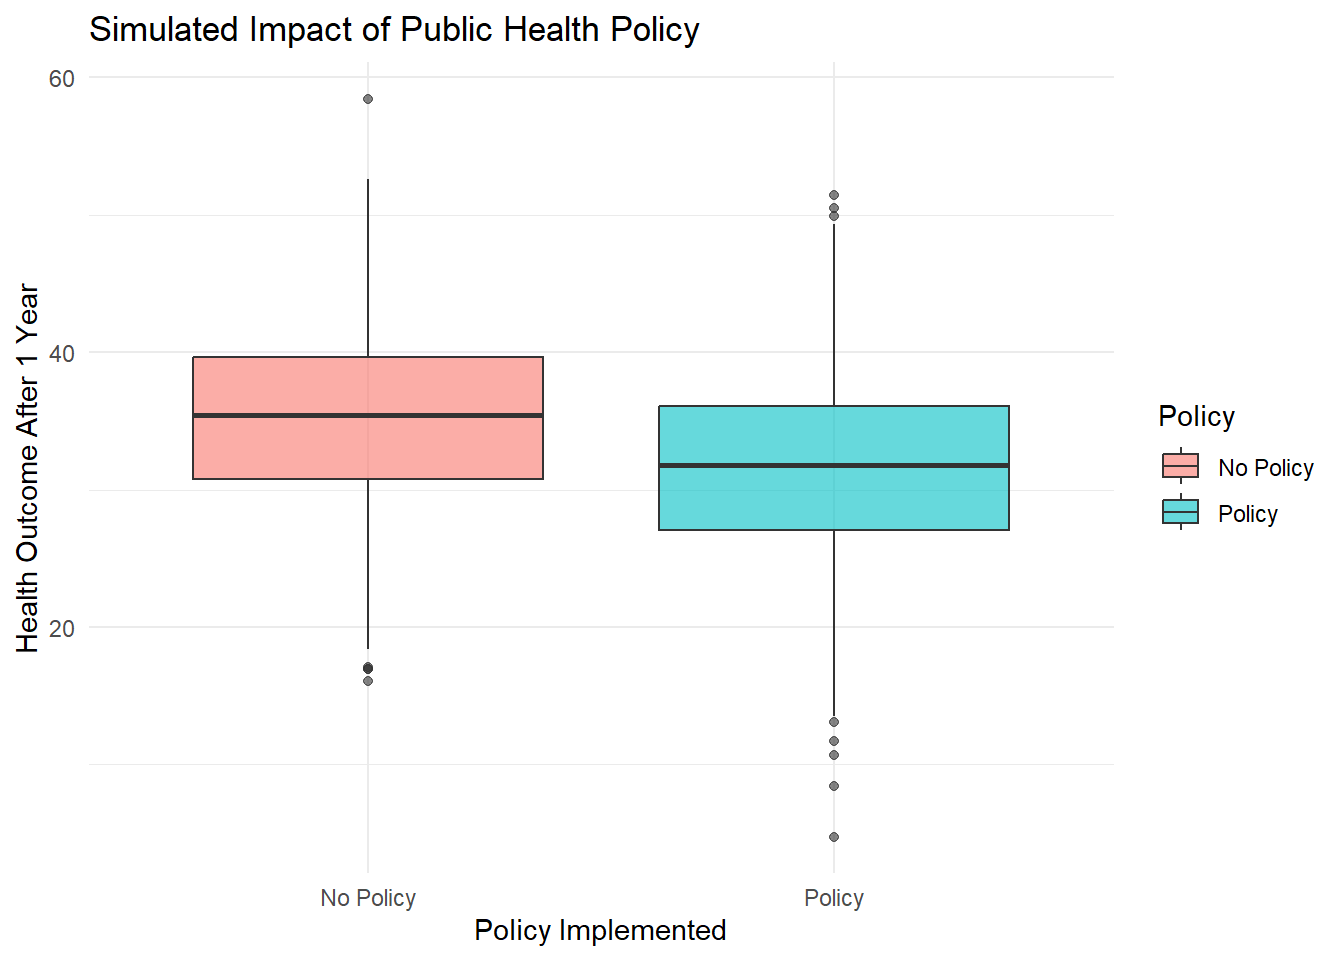 Simulated Impact of Public Health Policy
60
40
20
Health Outcome After 1 Year
No Policy
Policy
Policy Implemented
Policy
No Policy
Policy